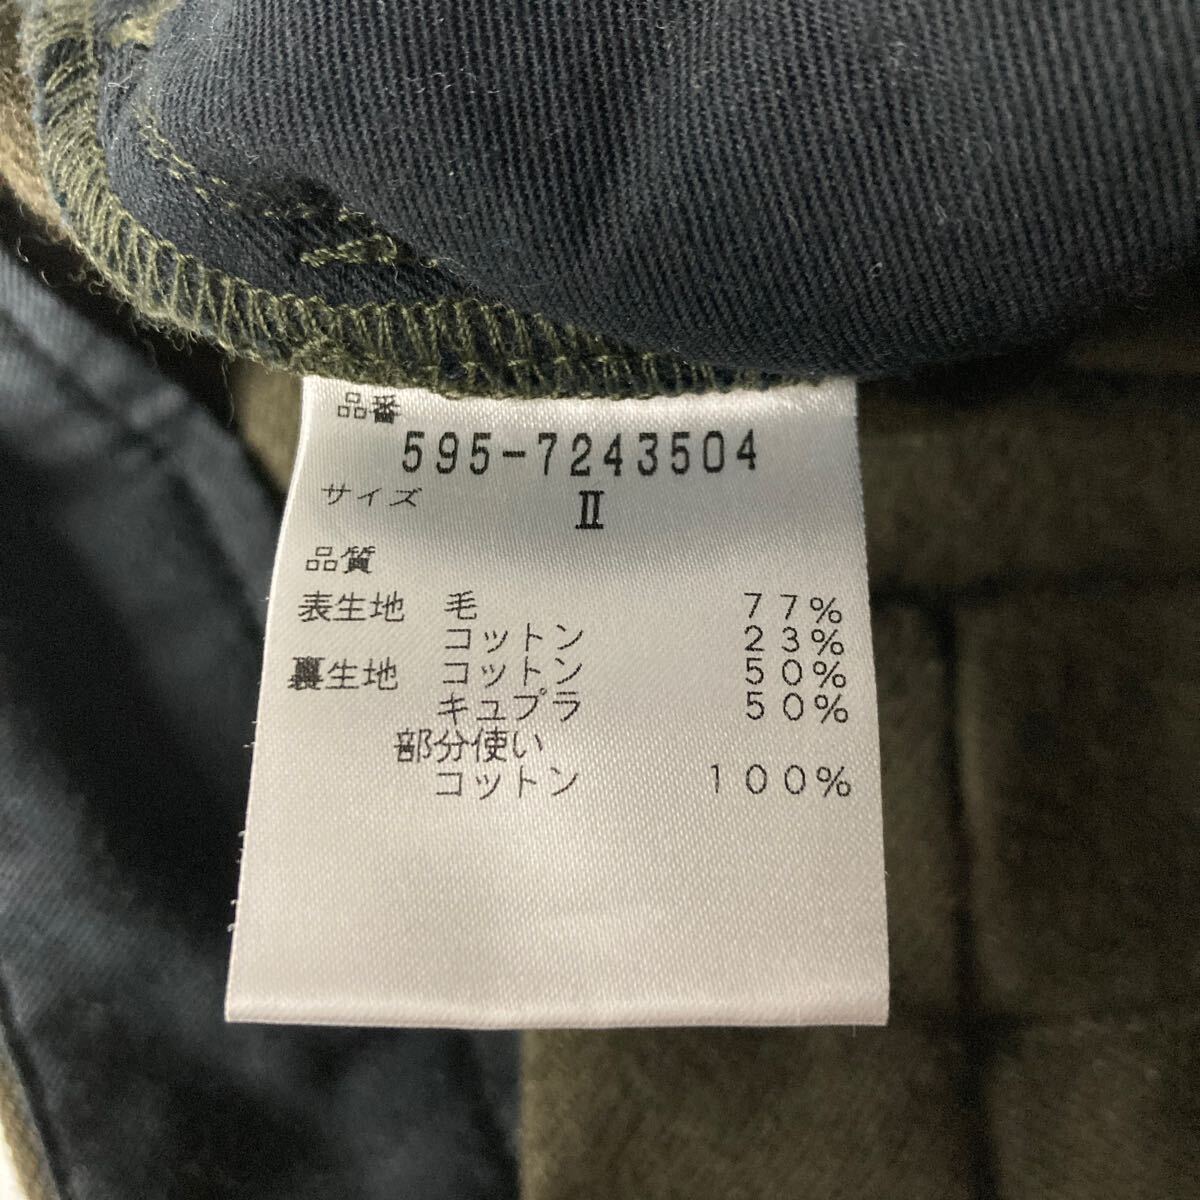 品番
595-7243504
サイズ Ⅱ
品質
表生地 毛 77%
コットン 23%
裏生地 コットン 50%
キュプラ 50%
部分使い
コットン 100%